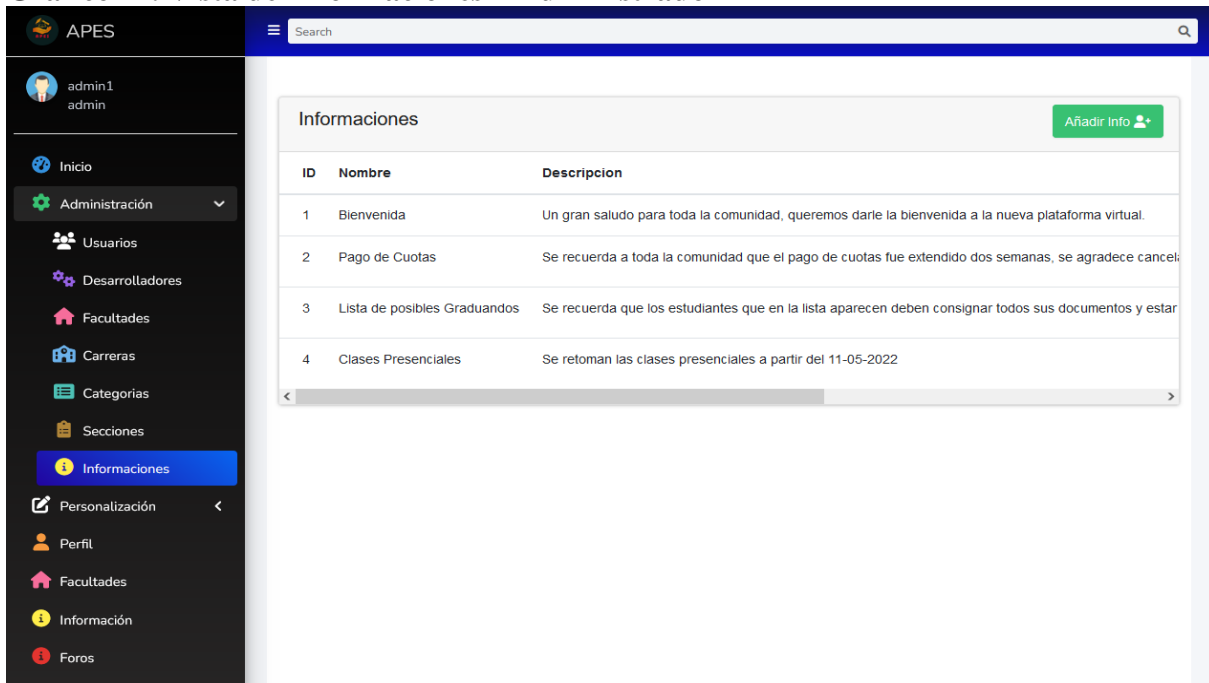 APES
Search
admin1
admin
Inicio
Administración
Usuarios
Desarrolladores
Facultades
Carreras
Categorias
Secciones
Informaciones
Personalización
Perfil
Facultades
Información
Foros
Informaciones
Añadir Info
ID Nombre Descripcion
1 Bienvenida Un gran saludo para toda la comunidad, queremos darle la bienvenida a la nueva plataforma virtual.
2 Pago de Cuotas Se recuerda a toda la comunidad que el pago de cuotas fue extendido dos semanas, se agradece
3 Lista de posibles Graduandos Se recuerda que los estudiantes que en la lista aparecen deben consignar todos sus documentos y estar
4 Clases Presenciales Se retoman las clases presenciales a partir del 11-05-2022